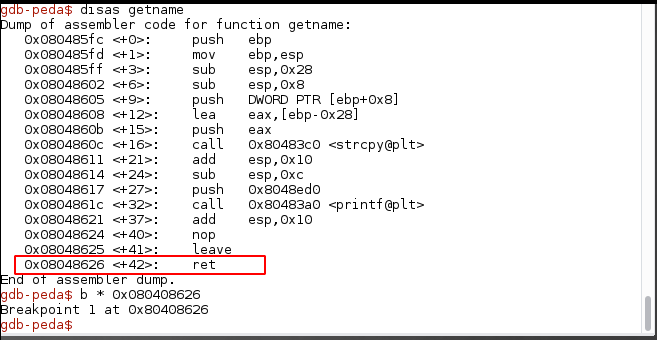 gdb-peda$ disas getname
Dump of assembler code for function getname:
0x080485fc <+0>: push ebp
0x080485fd <+1>: mov ebp,esp
0x080485ff <+3>: sub esp,0x28
0x08048602 <+6>: sub esp,0x8
0x08048605 <+9>: push DWORD PTR [ebp+0x8]
0x08048608 <+12>: lea eax,[ebp-0x28]
0x0804860b <+15>: push eax
0x0804860c <+16>: call 0x80483c0 <strcpy@plt>
0x08048611 <+21>: add esp,0x10
0x08048614 <+24>: sub esp,0xc
0x08048617 <+27>: push 0x8048ed0
0x0804861c <+32>: call 0x80483a0 <printf@plt>
0x08048621 <+37>: add esp,0x10
0x08048624 <+40>: nop
0x08048625 <+41>: leave
0x08048626 <+42>: ret
End of assembler dump.
gdb-peda$ b * 0x080408626
Breakpoint 1 at 0x80408626
gdb-peda$